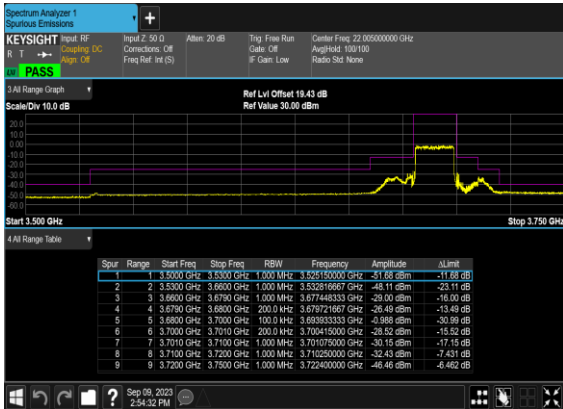 Spectrum Analyzer 1
Spurious Emissions
+
KEYSIGHT Input: RF Input Z: 50 Ω Atten: 20 dB Trig: Free Run Center Freq: 22.005000000 GHz
R T Coupling: DC Corrections: Off Gate: Off Avg|Hold: 100/100
Align: Off Freq Ref: Int (S) IF Gain: Low Radio Std: None
PASS
3 All Range Graph
Ref Lvl Offset 19.43 dB
Scale/Div 10.0 dB Ref Value 30.00 dBm
20.0
10.0
0.00
-10.0
-20.0
-30.0
-40.0
-50.0
-60.0
Start 3.500 GHz Stop 3.750 GHz
4 All Range Table
Spur Range Start Freq Stop Freq RBW Frequency Amplitude ΔLimit
1 1 3.5000 GHz 3.5300 GHz 1.000 MHz 3.525150000 GHz -51.68 dBm -11.68 dB
2 2 3.5300 GHz 3.6600 GHz 1.000 MHz 3.532816667 GHz -48.11 dBm -23.11 dB
3 3 3.6600 GHz 3.6790 GHz 1.000 MHz 3.677448333 GHz -29.00 dBm -16.00 dB
4 4 3.6790 GHz 3.6800 GHz 200.0 kHz 3.679721667 GHz -26.49 dBm -13.49 dB
5 5 3.6800 GHz 3.7000 GHz 100.0 kHz 3.693933333 GHz -0.988 dBm -30.99 dB
6 6 3.7000 GHz 3.7010 GHz 200.0 kHz 3.700415000 GHz -28.52 dBm -15.52 dB
7 7 3.7010 GHz 3.7100 GHz 1.000 MHz 3.701075000 GHz -30.15 dBm -17.15 dB
8 8 3.7100 GHz 3.7200 GHz 1.000 MHz 3.710250000 GHz -32.43 dBm -7.431 dB
9 9 3.7200 GHz 3.7500 GHz 1.000 MHz 3.722400000 GHz -46.46 dBm -6.462 dB
? Sep 09, 2023
2:54:32 PM